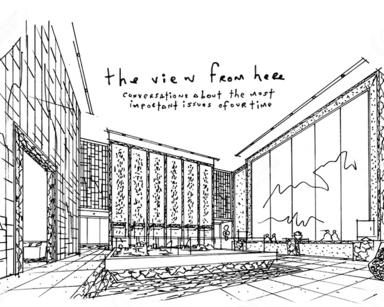 the view from here
conversations about the most
important issues of our time